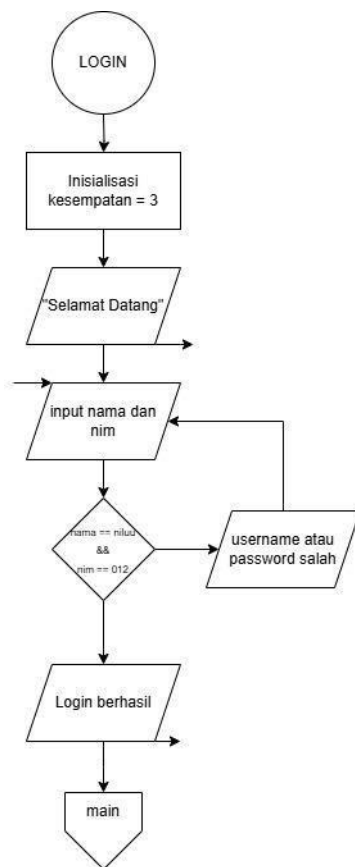 LOGIN
Inisialisasi
kesempatan = 3
"Selamat Datang"
input nama dan
nim
nama == niluu
&&
nim == 012
username atau
password salah
Login berhasil
main